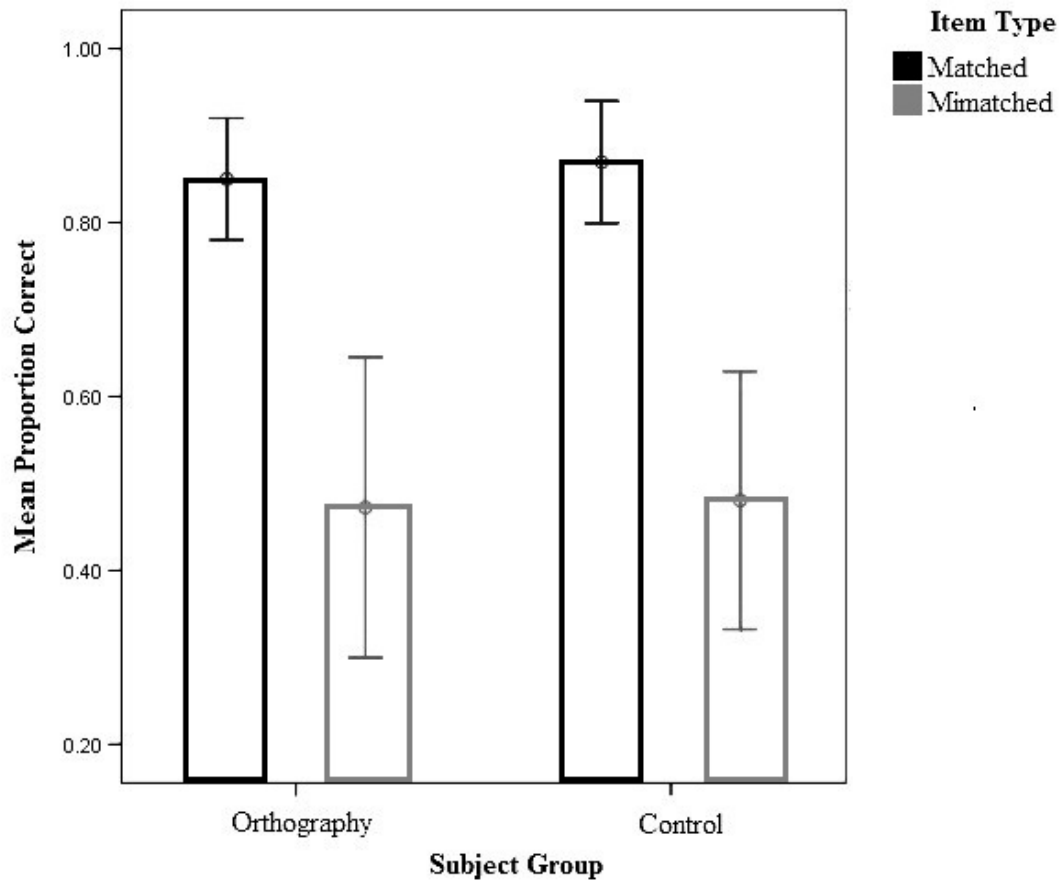 Item Type
Matched
Mimatched
Mean Proportion Correct
1.00
0.80
0.60
0.40
0.20
Orthography
Control
Subject Group